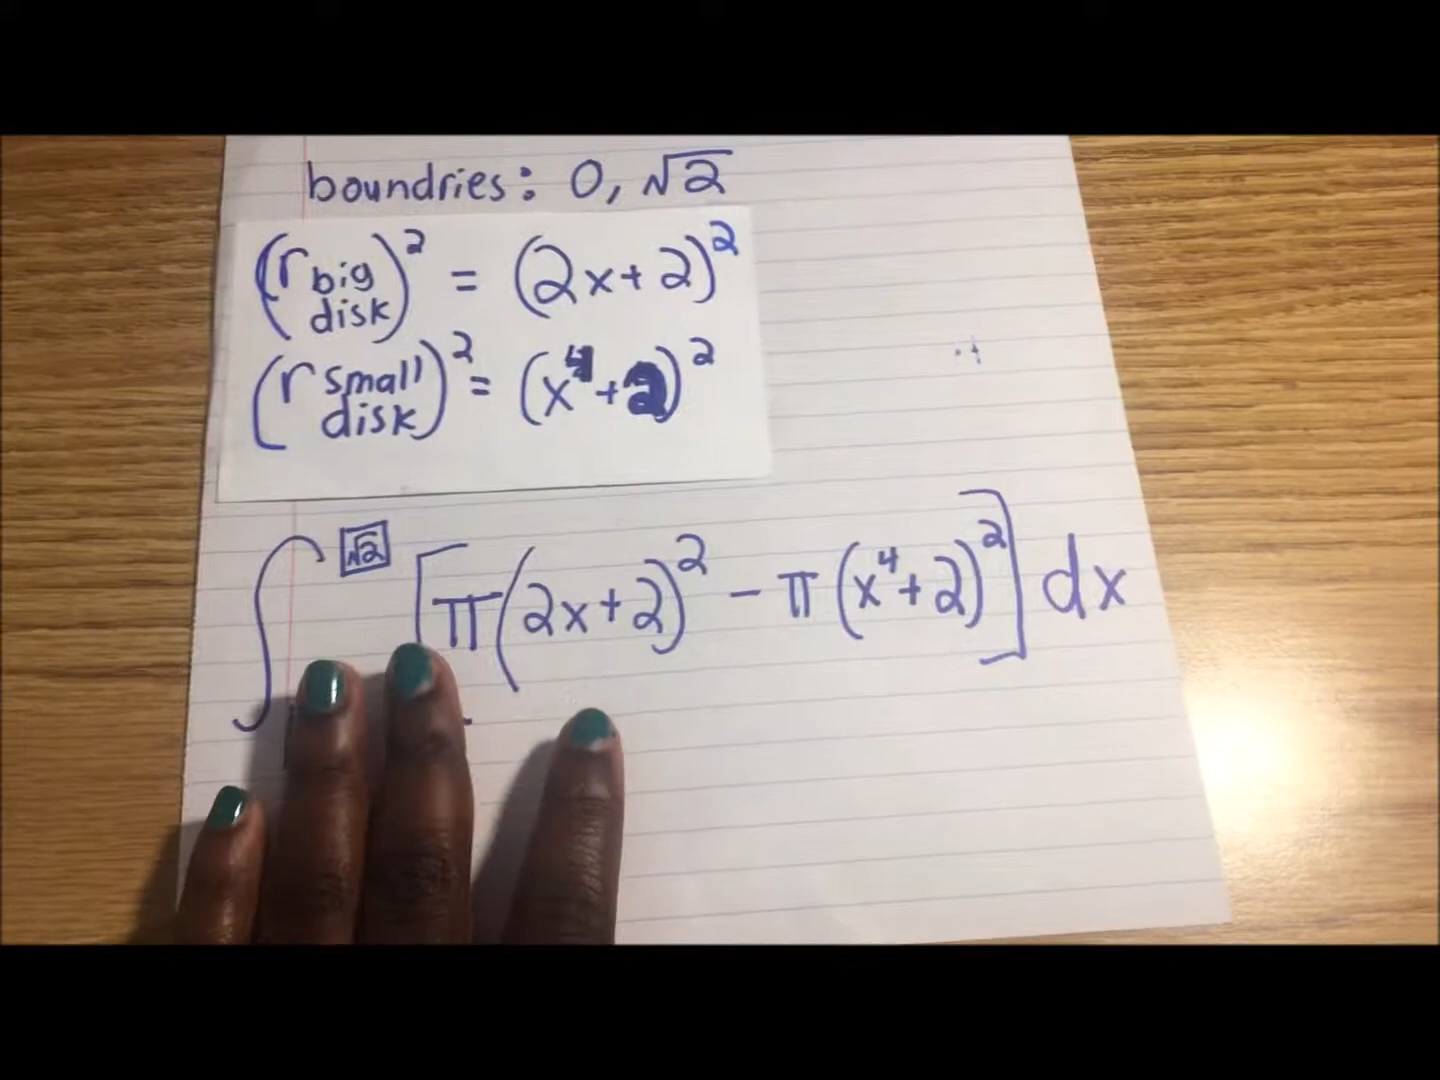 boundries: 0, √2
(r big disk)² = (2x+2)²
(r small disk)² = (x⁴+2)²
∫ √2 [π(2x+2)² - π(x⁴+2)²] dx